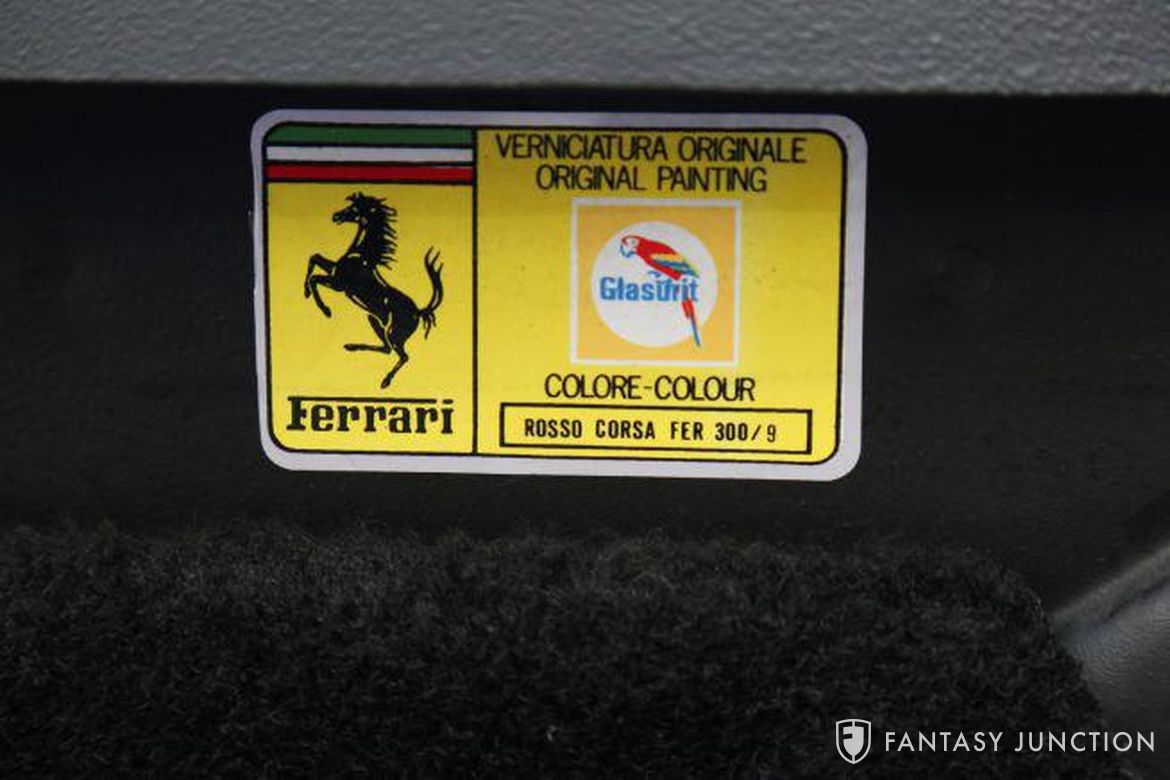 VERNICIATURA ORIGINALE
ORIGINAL PAINTING
Glasurit
COLORE-COLOUR
ROSSO CORSA FER 300/9
Ferrari
FANTASY JUNCTION